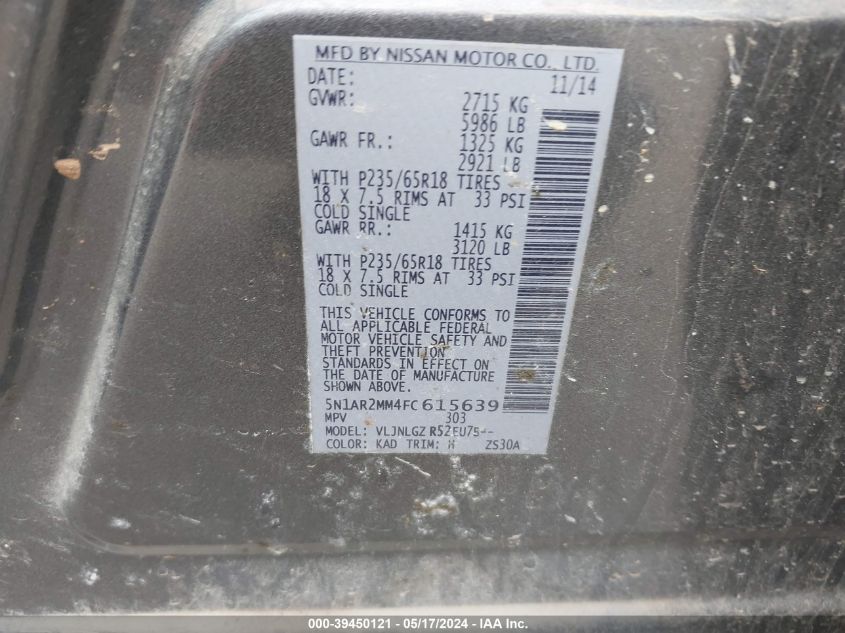 MFD BY NISSAN MOTOR CO., LTD.
DATE: 11/14
GVWR: 2715 KG
5986 LB
GAWR FR.: 1325 KG
2921 LB
WITH P235/65R18 TIRES
18 X 7.5 RIMS AT 33 PSI
COLD SINGLE
GAWR RR.: 1415 KG
3120 LB
WITH P235/65R18 TIRES
18 X 7.5 RIMS AT 33 PSI
COLD SINGLE
THIS VEHICLE CONFORMS TO
ALL APPLICABLE FEDERAL
MOTOR VEHICLE SAFETY AND
THEFT PREVENTION
STANDARDS IN EFFECT ON
THE DATE OF MANUFACTURE
SHOWN ABOVE.
5N1AR2MM4FC615639
MPV 303
MODEL: VLJNLGZ R52EU75--
COLOR: KAD TRIM: ZS30A
000-39450121 - 05/17/2024 - IAA Inc.